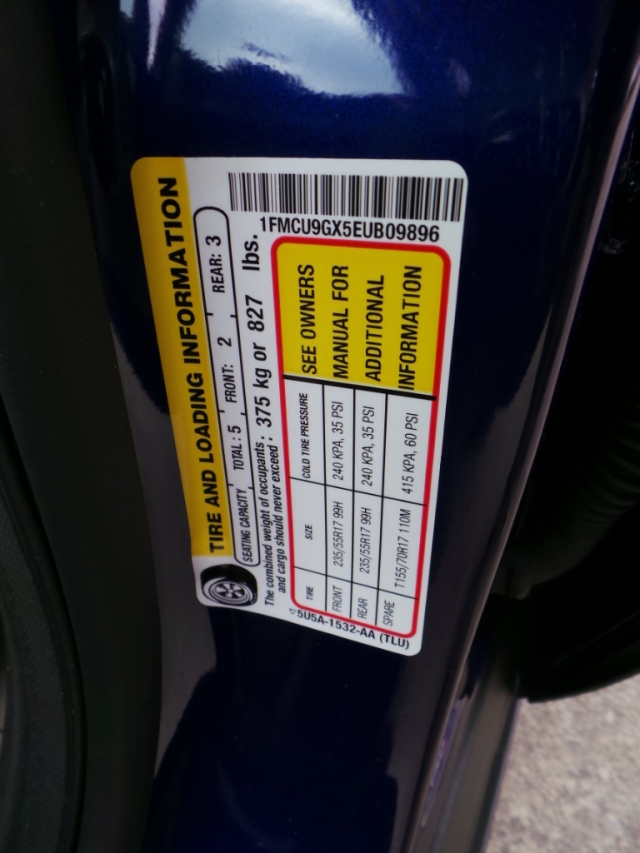 TIRE AND LOADING INFORMATION
SEATING CAPACITY TOTAL: 5 FRONT: 2 REAR: 3
The combined weight of occupants and cargo should never exceed: 375 kg or 827 lbs.
TIRE SIZE COLD TIRE PRESSURE
FRONT 235/55R17 99H 240 KPA, 35 PSI
REAR 235/55R17 99H 240 KPA, 35 PSI
SPARE T155/70R17 110M 415 KPA, 60 PSI
SEE OWNERS
MANUAL FOR
ADDITIONAL
INFORMATION
5U5A-1532-AA (TLU)
1FMCU9GX5EUB09896